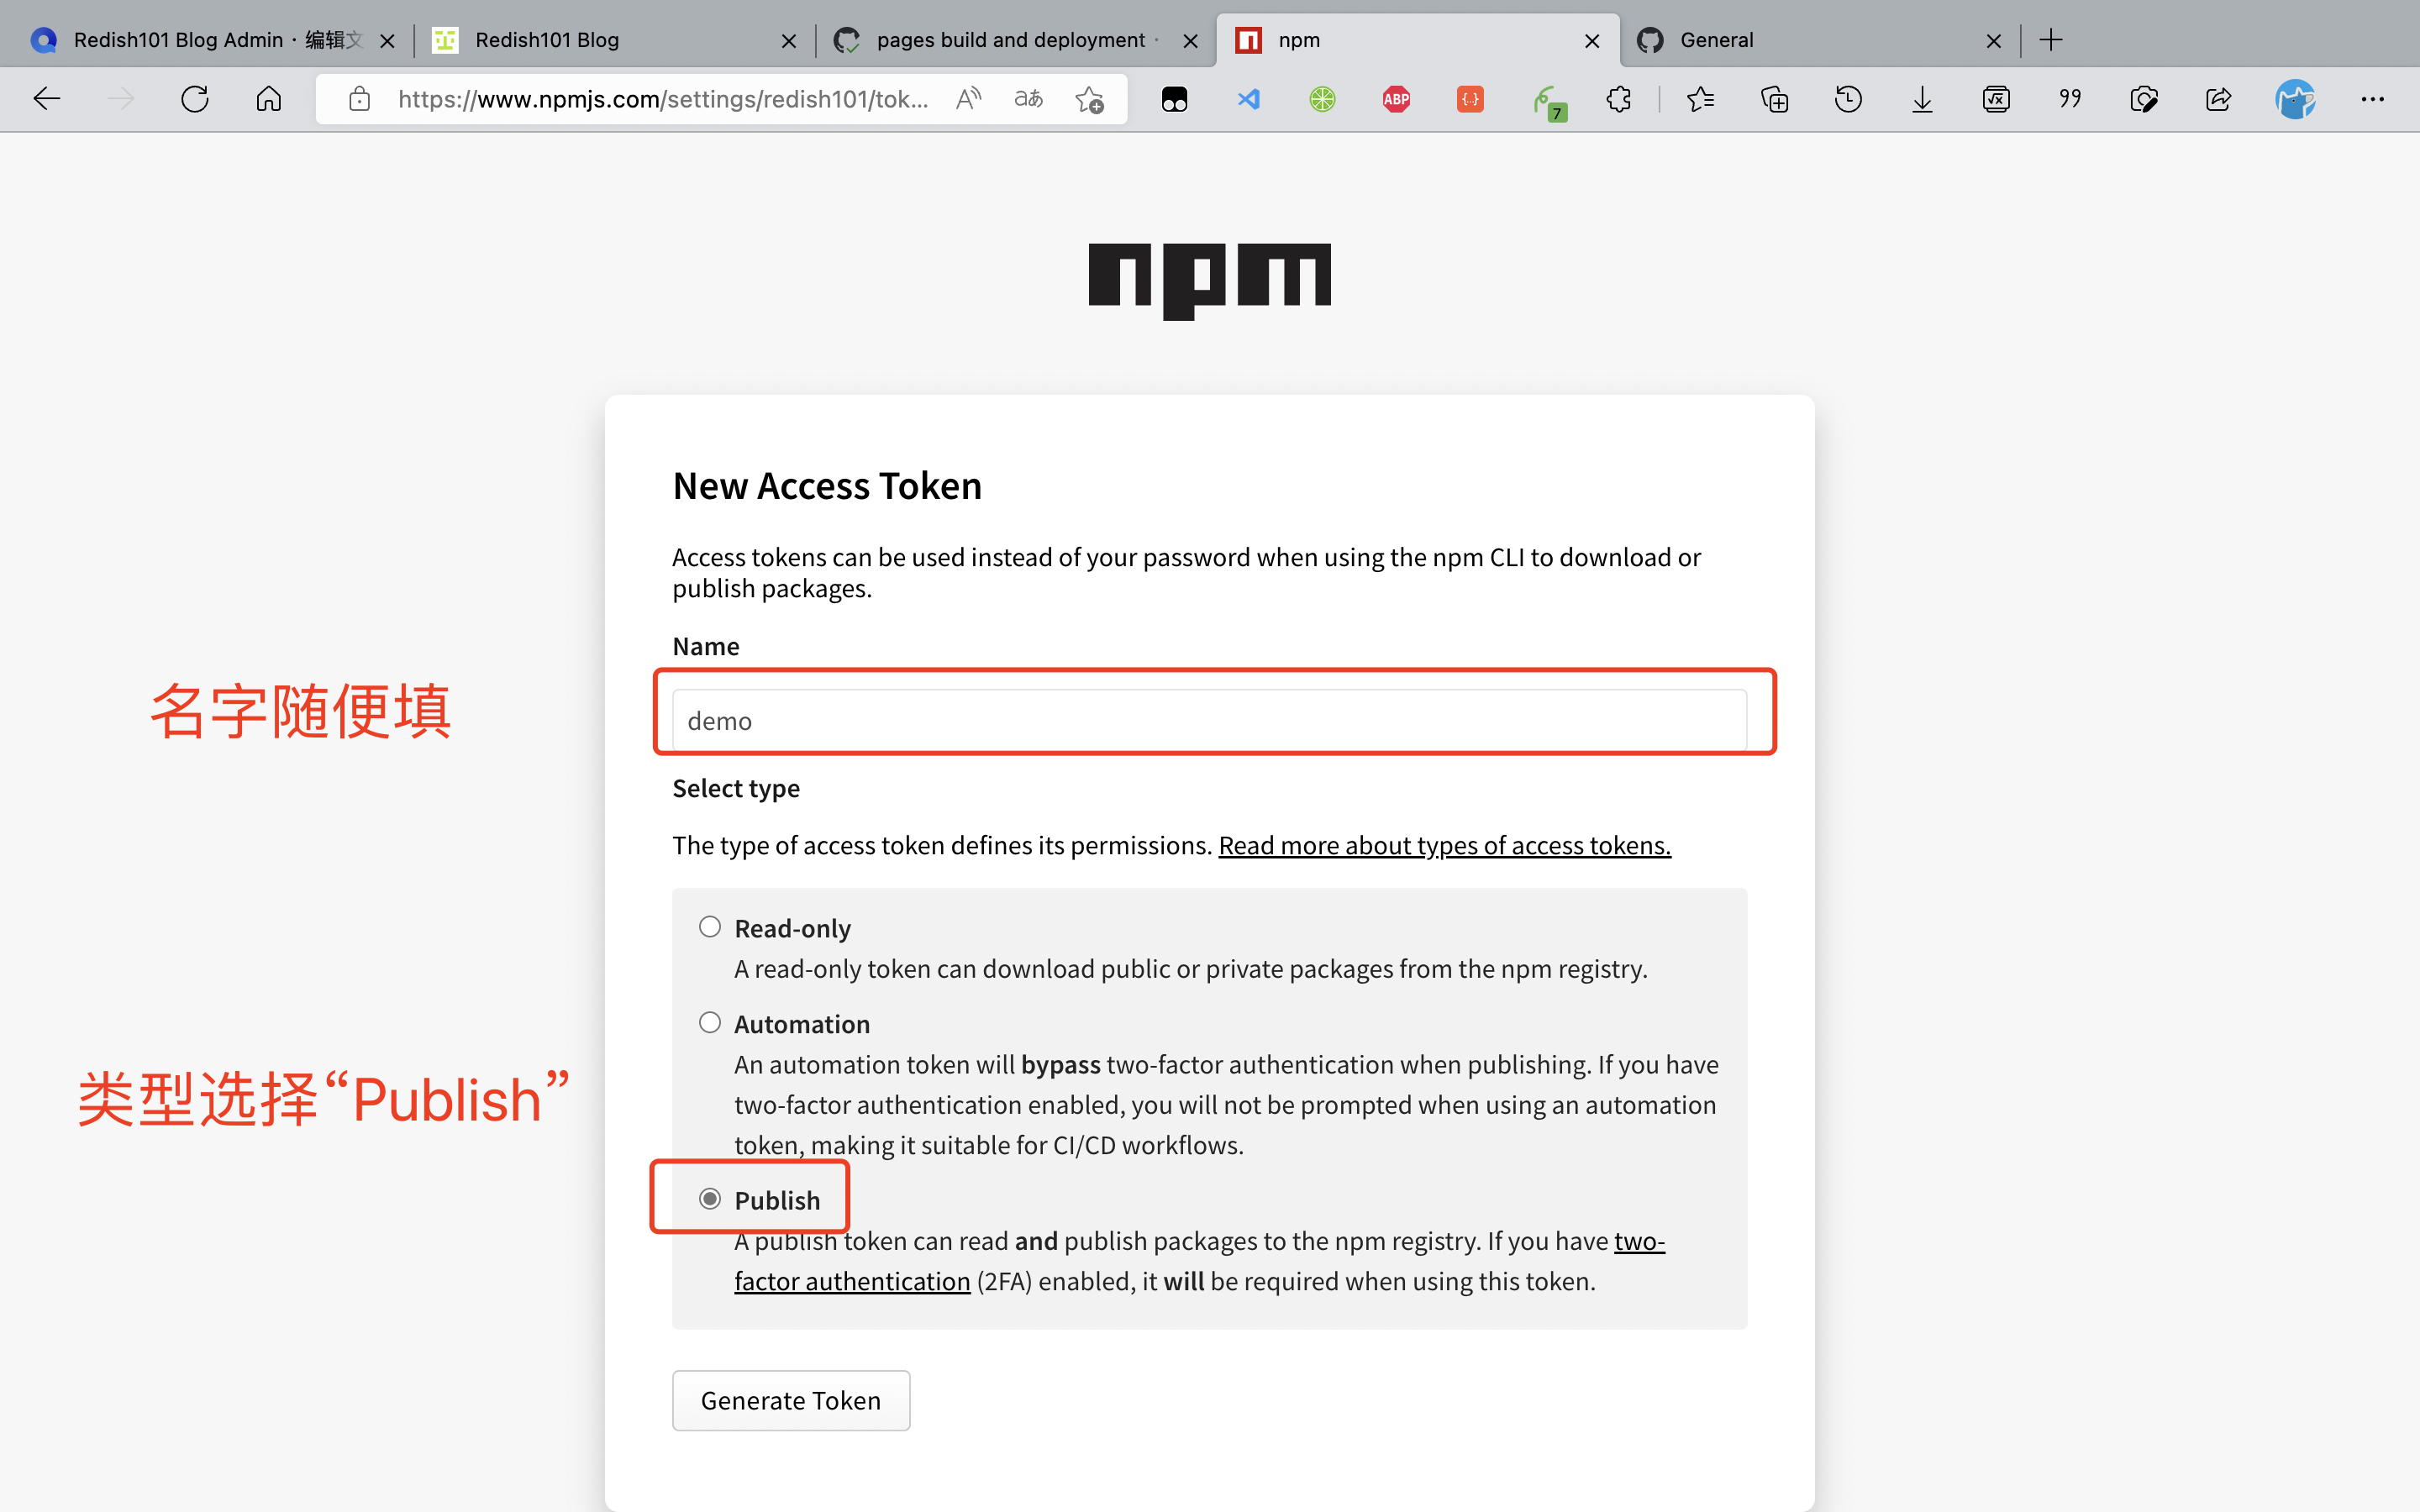 Redish101 Blog Admin · 编辑文
Redish101 Blog
pages build and deployment ·
npm
General
https://www.npmjs.com/settings/redish101/tok...
aあ
ABP
{..}
7
√x
npm
New Access Token
Access tokens can be used instead of your password when using the npm CLI to download or
publish packages.
Name
名字随便填
demo
Select type
The type of access token defines its permissions. Read more about types of access tokens.
Read-only
A read-only token can download public or private packages from the npm registry.
Automation
An automation token will bypass two-factor authentication when publishing. If you have
two-factor authentication enabled, you will not be prompted when using an automation
token, making it suitable for CI/CD workflows.
类型选择“Publish”
Publish
A publish token can read and publish packages to the npm registry. If you have two-
factor authentication (2FA) enabled, it will be required when using this token.
Generate Token